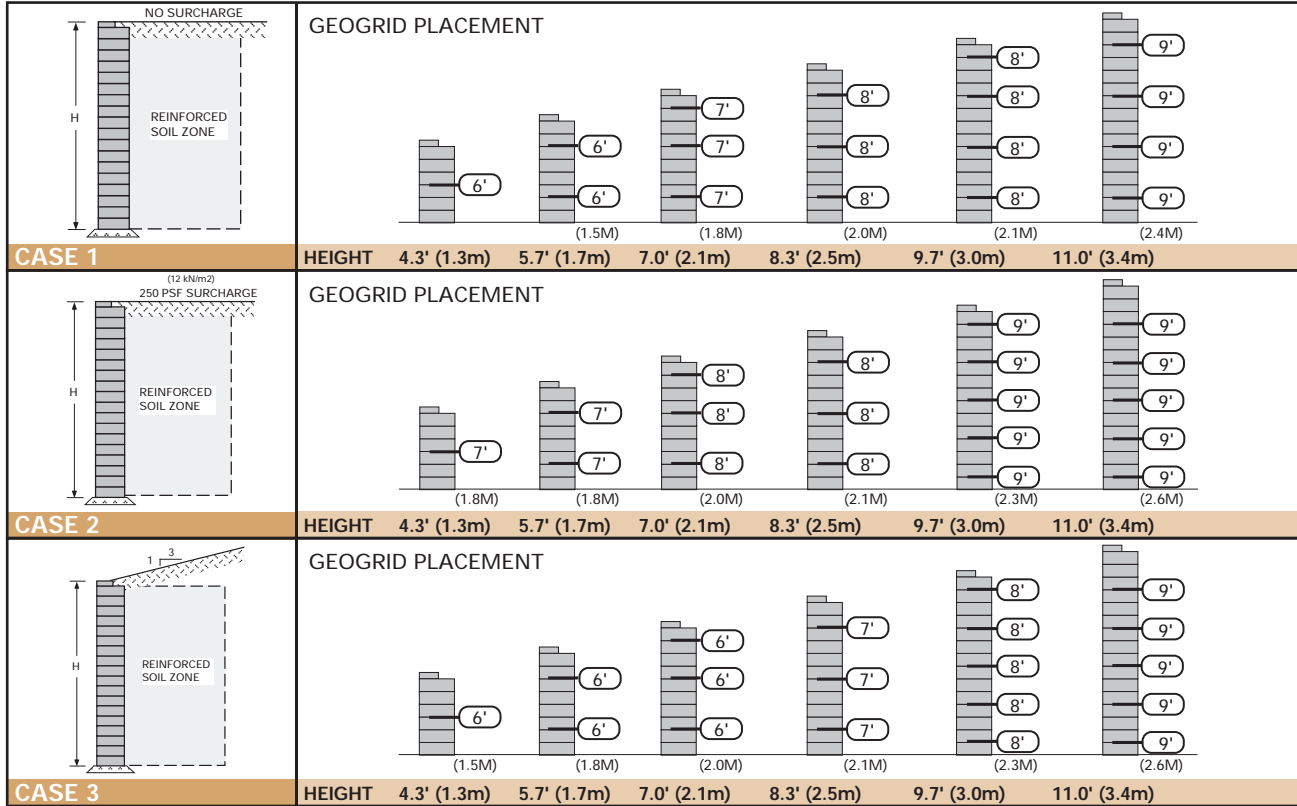 NO SURCHARGE
H
REINFORCED
SOIL ZONE
CASE 1
GEOGRID PLACEMENT
6'
6'
6'
7'
7'
7'
8'
8'
8'
8'
8'
8'
8'
9'
9'
9'
9'
(1.5M) (1.8M) (2.0M) (2.1M) (2.4M)
HEIGHT 4.3' (1.3m) 5.7' (1.7m) 7.0' (2.1m) 8.3' (2.5m) 9.7' (3.0m) 11.0' (3.4m)
(12 kN/m2)
250 PSF SURCHARGE
H
REINFORCED
SOIL ZONE
CASE 2
GEOGRID PLACEMENT
7'
7'
7'
8'
8'
8'
8'
8'
8'
9'
9'
9'
9'
9'
9'
9'
9'
9'
9'
(1.8M) (1.8M) (2.0M) (2.1M) (2.3M) (2.6M)
HEIGHT 4.3' (1.3m) 5.7' (1.7m) 7.0' (2.1m) 8.3' (2.5m) 9.7' (3.0m) 11.0' (3.4m)
3
1
H
REINFORCED
SOIL ZONE
CASE 3
GEOGRID PLACEMENT
6'
6'
6'
6'
6'
6'
7'
7'
7'
8'
8'
8'
8'
8'
9'
9'
9'
9'
9'
(1.5M) (1.8M) (2.0M) (2.1M) (2.3M) (2.6M)
HEIGHT 4.3' (1.3m) 5.7' (1.7m) 7.0' (2.1m) 8.3' (2.5m) 9.7' (3.0m) 11.0' (3.4m)